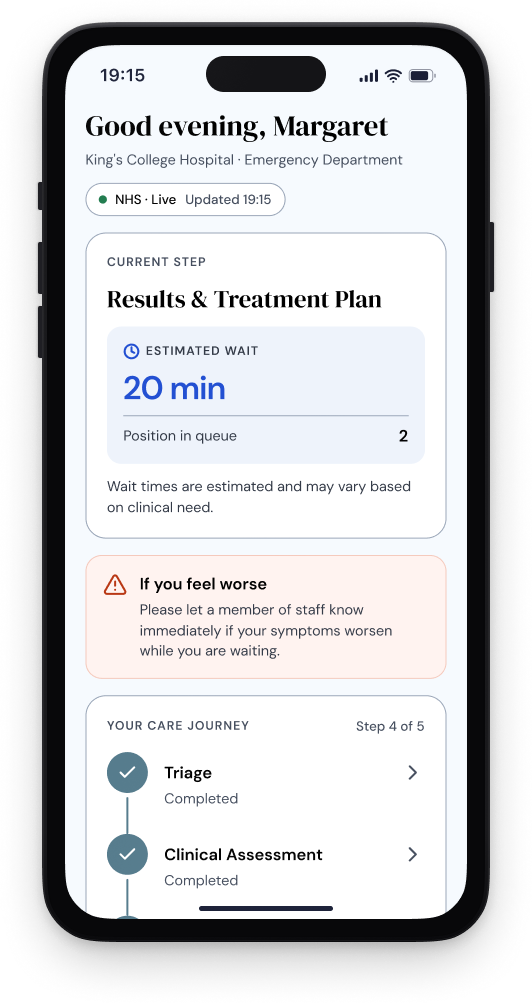 19:15
Good evening, Margaret
King's College Hospital · Emergency Department
NHS · Live Updated 19:15
CURRENT STEP
Results & Treatment Plan
ESTIMATED WAIT
20 min
Position in queue 2
Wait times are estimated and may vary based
on clinical need.
If you feel worse
Please let a member of staff know
immediately if your symptoms worsen
while you are waiting.
YOUR CARE JOURNEY Step 4 of 5
Triage
Completed
Clinical Assessment
Completed